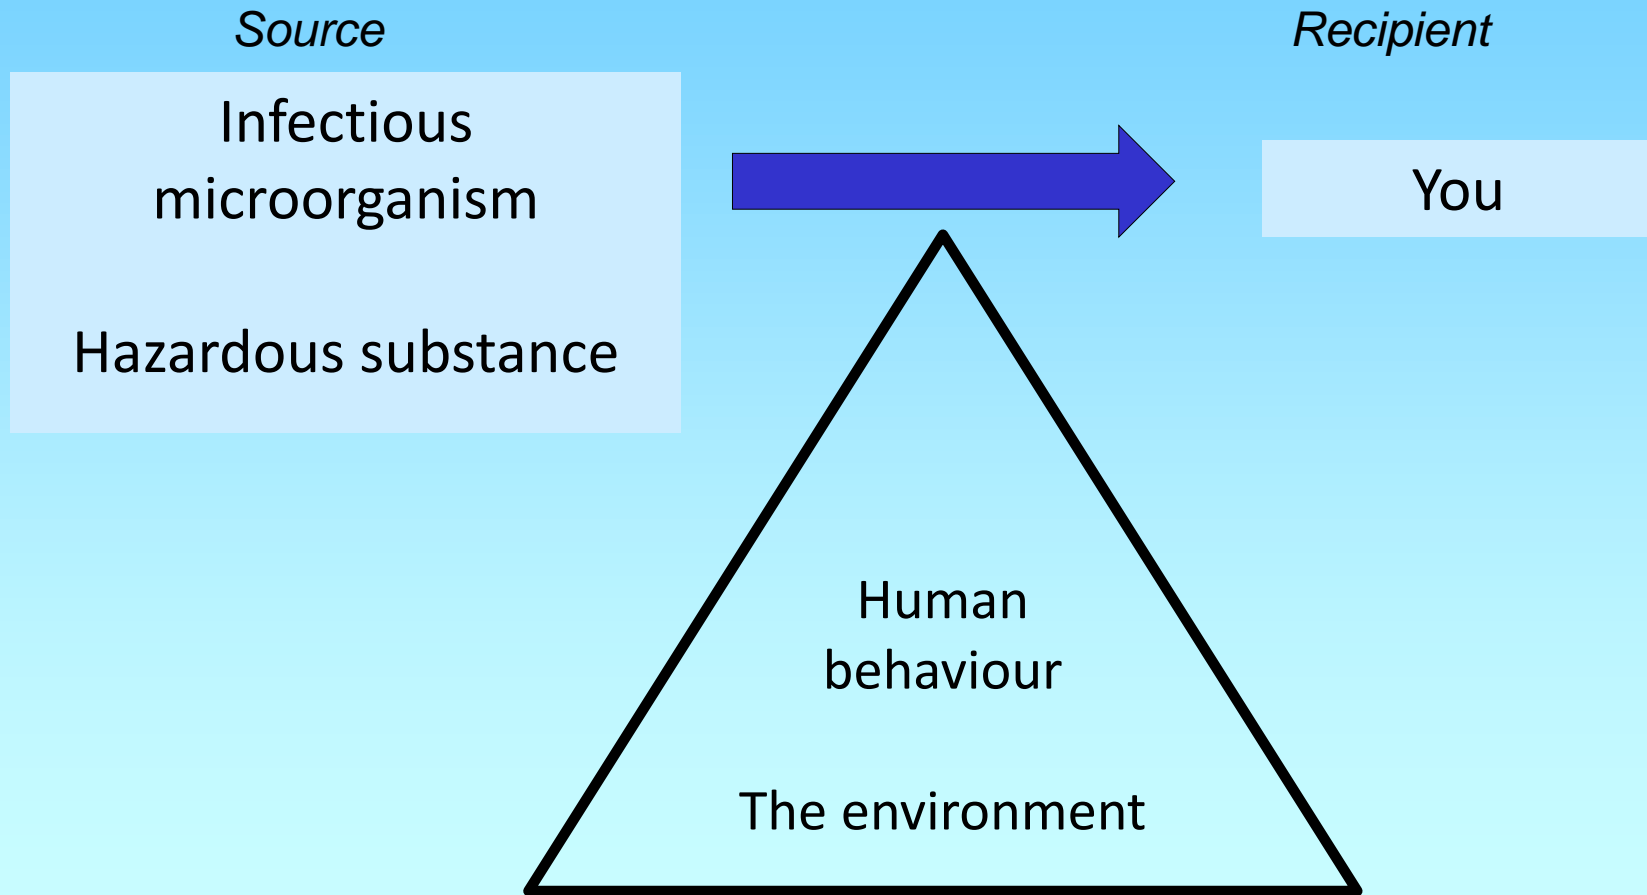 Source
Recipient
Infectious
microorganism
Hazardous substance
You
Human
behaviour
The environment